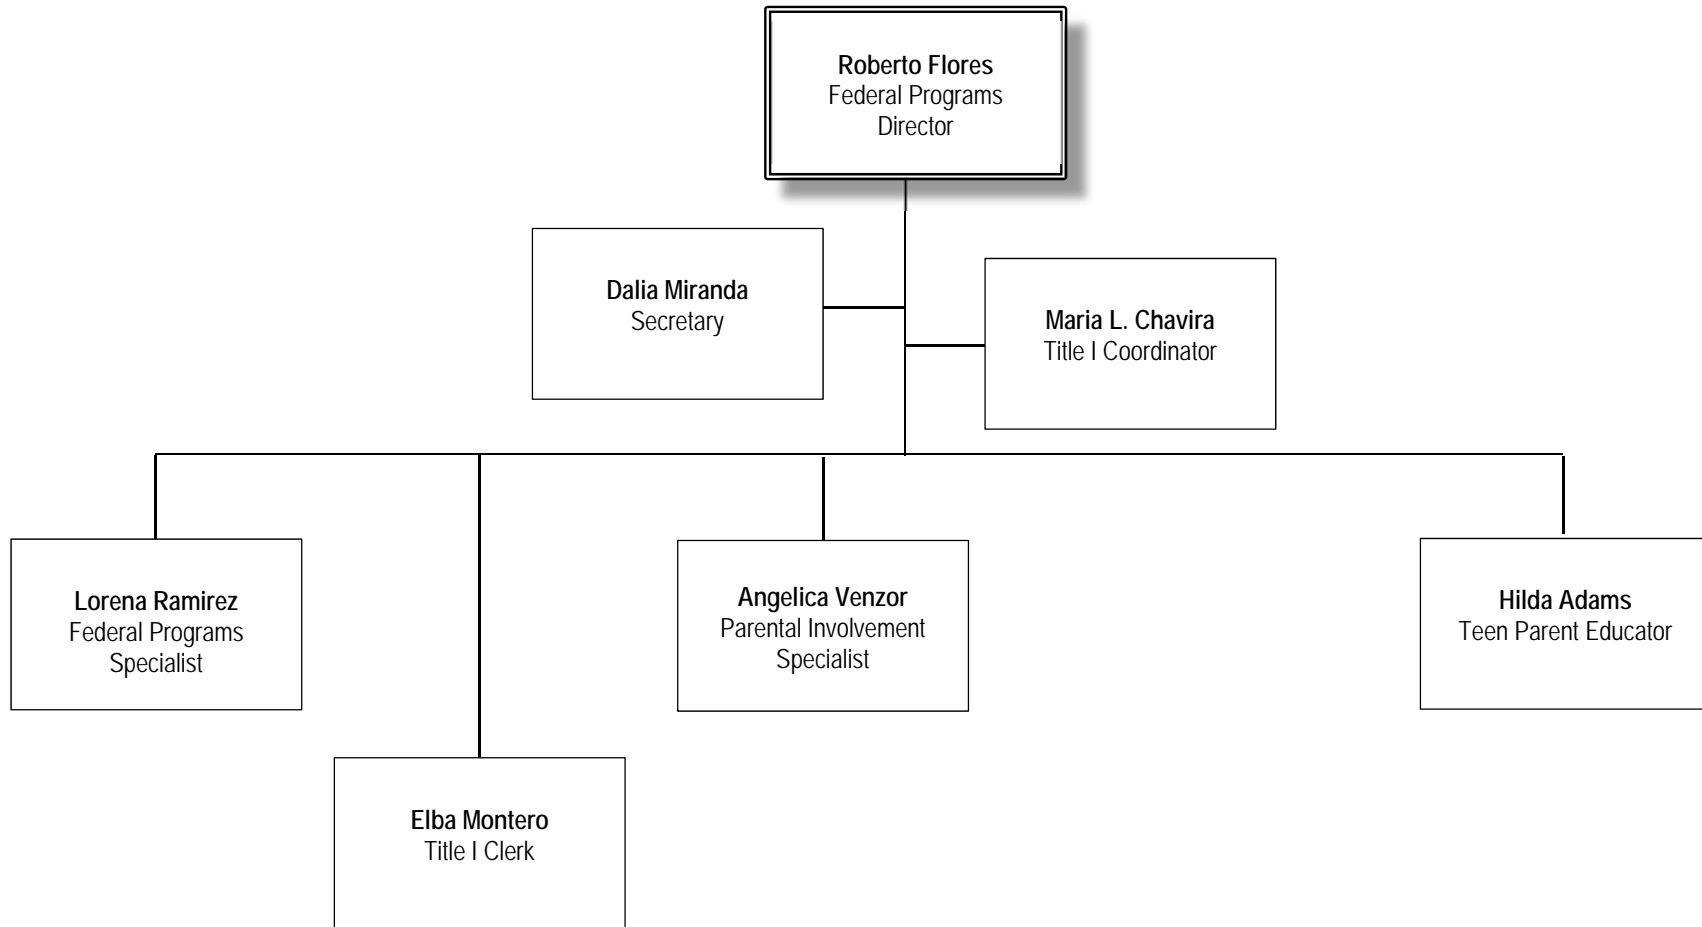 Roberto Flores
Federal Programs
Director
Dalia Miranda
Secretary
Maria L. Chavira
Title I Coordinator
Lorena Ramirez
Federal Programs
Specialist
Angelica Venzor
Parental Involvement
Specialist
Hilda Adams
Teen Parent Educator
Elba Montero
Title I Clerk